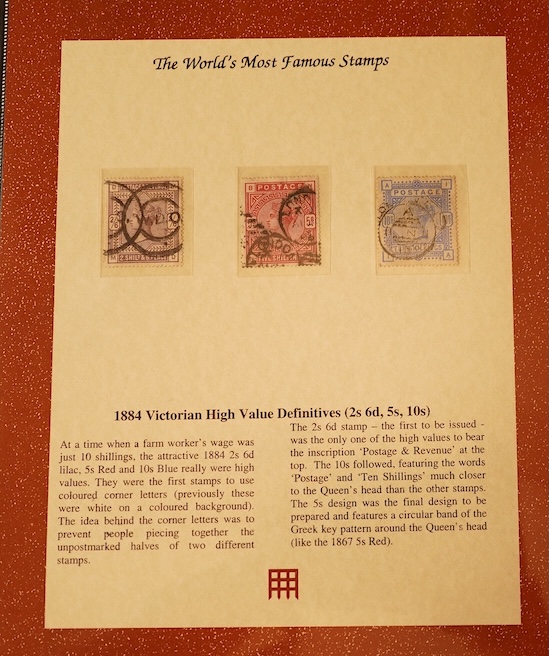 The World's Most Famous Stamps
POSTAGE
POSTAGE
1884 Victorian High Value Definitives (2s 6d, 5s, 10s)
At a time when a farm worker's wage was
just 10 shillings, the attractive 1884 2s 6d
lilac, 5s Red and 10s Blue really were high
values. They were the first stamps to use
coloured corner letters (previously these
were white on a coloured background).
The idea behind the corner letters was to
prevent people piecing together the
unpostmarked halves of two different
stamps.
The 2s 6d stamp – the first to be issued -
was the only one of the high values to bear
the inscription 'Postage & Revenue' at the
top. The 10s followed, featuring the words
'Postage' and 'Ten Shillings' much closer
to the Queen's head than the other stamps.
The 5s design was the final design to be
prepared and features a circular band of the
Greek key pattern around the Queen's head
(like the 1867 5s Red).